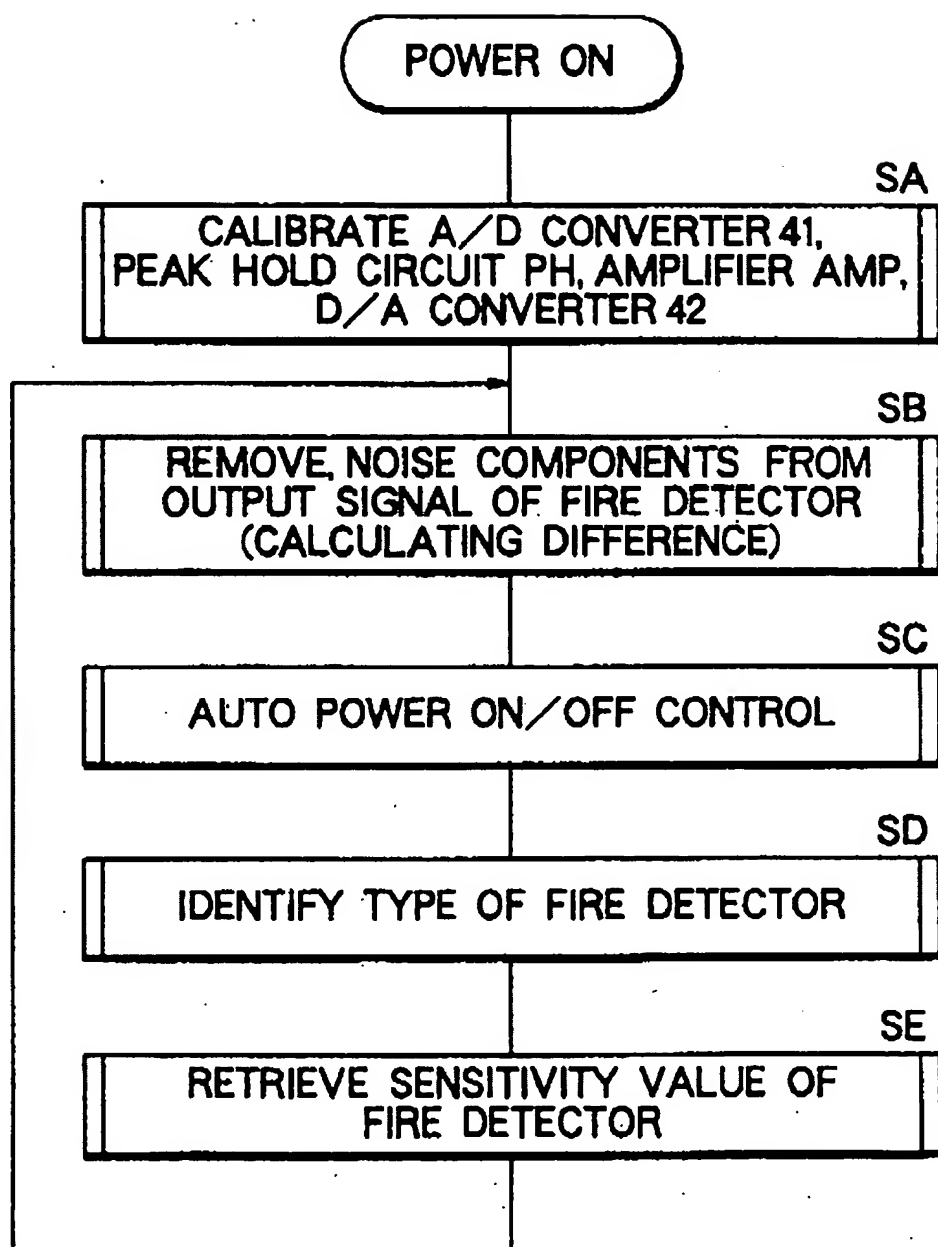 POWER ON
SA
CALIBRATE A/D CONVERTER 41,
PEAK HOLD CIRCUIT PH, AMPLIFIER AMP,
D/A CONVERTER 42
SB
REMOVE, NOISE COMPONENTS FROM
OUTPUT SIGNAL OF FIRE DETECTOR
(CALCULATING DIFFERENCE)
SC
AUTO POWER ON/OFF CONTROL
SD
IDENTIFY TYPE OF FIRE DETECTOR
SE
RETRIEVE SENSITIVITY VALUE OF
FIRE DETECTOR